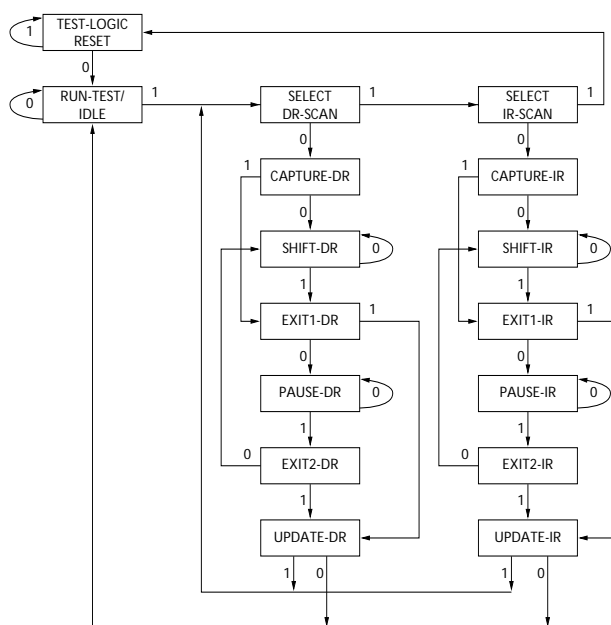 TEST-LOGIC
RESET
1
0
RUN-TEST/
IDLE
0
1
SELECT
DR-SCAN
1
SELECT
IR-SCAN
1
0
0
1
CAPTURE-DR
1
CAPTURE-IR
0
0
SHIFT-DR
0
SHIFT-IR
0
1
1
EXIT1-DR
1
EXIT1-IR
1
0
0
PAUSE-DR
0
PAUSE-IR
0
1
1
0
EXIT2-DR
0
EXIT2-IR
1
1
UPDATE-DR
UPDATE-IR
1
0
1
0